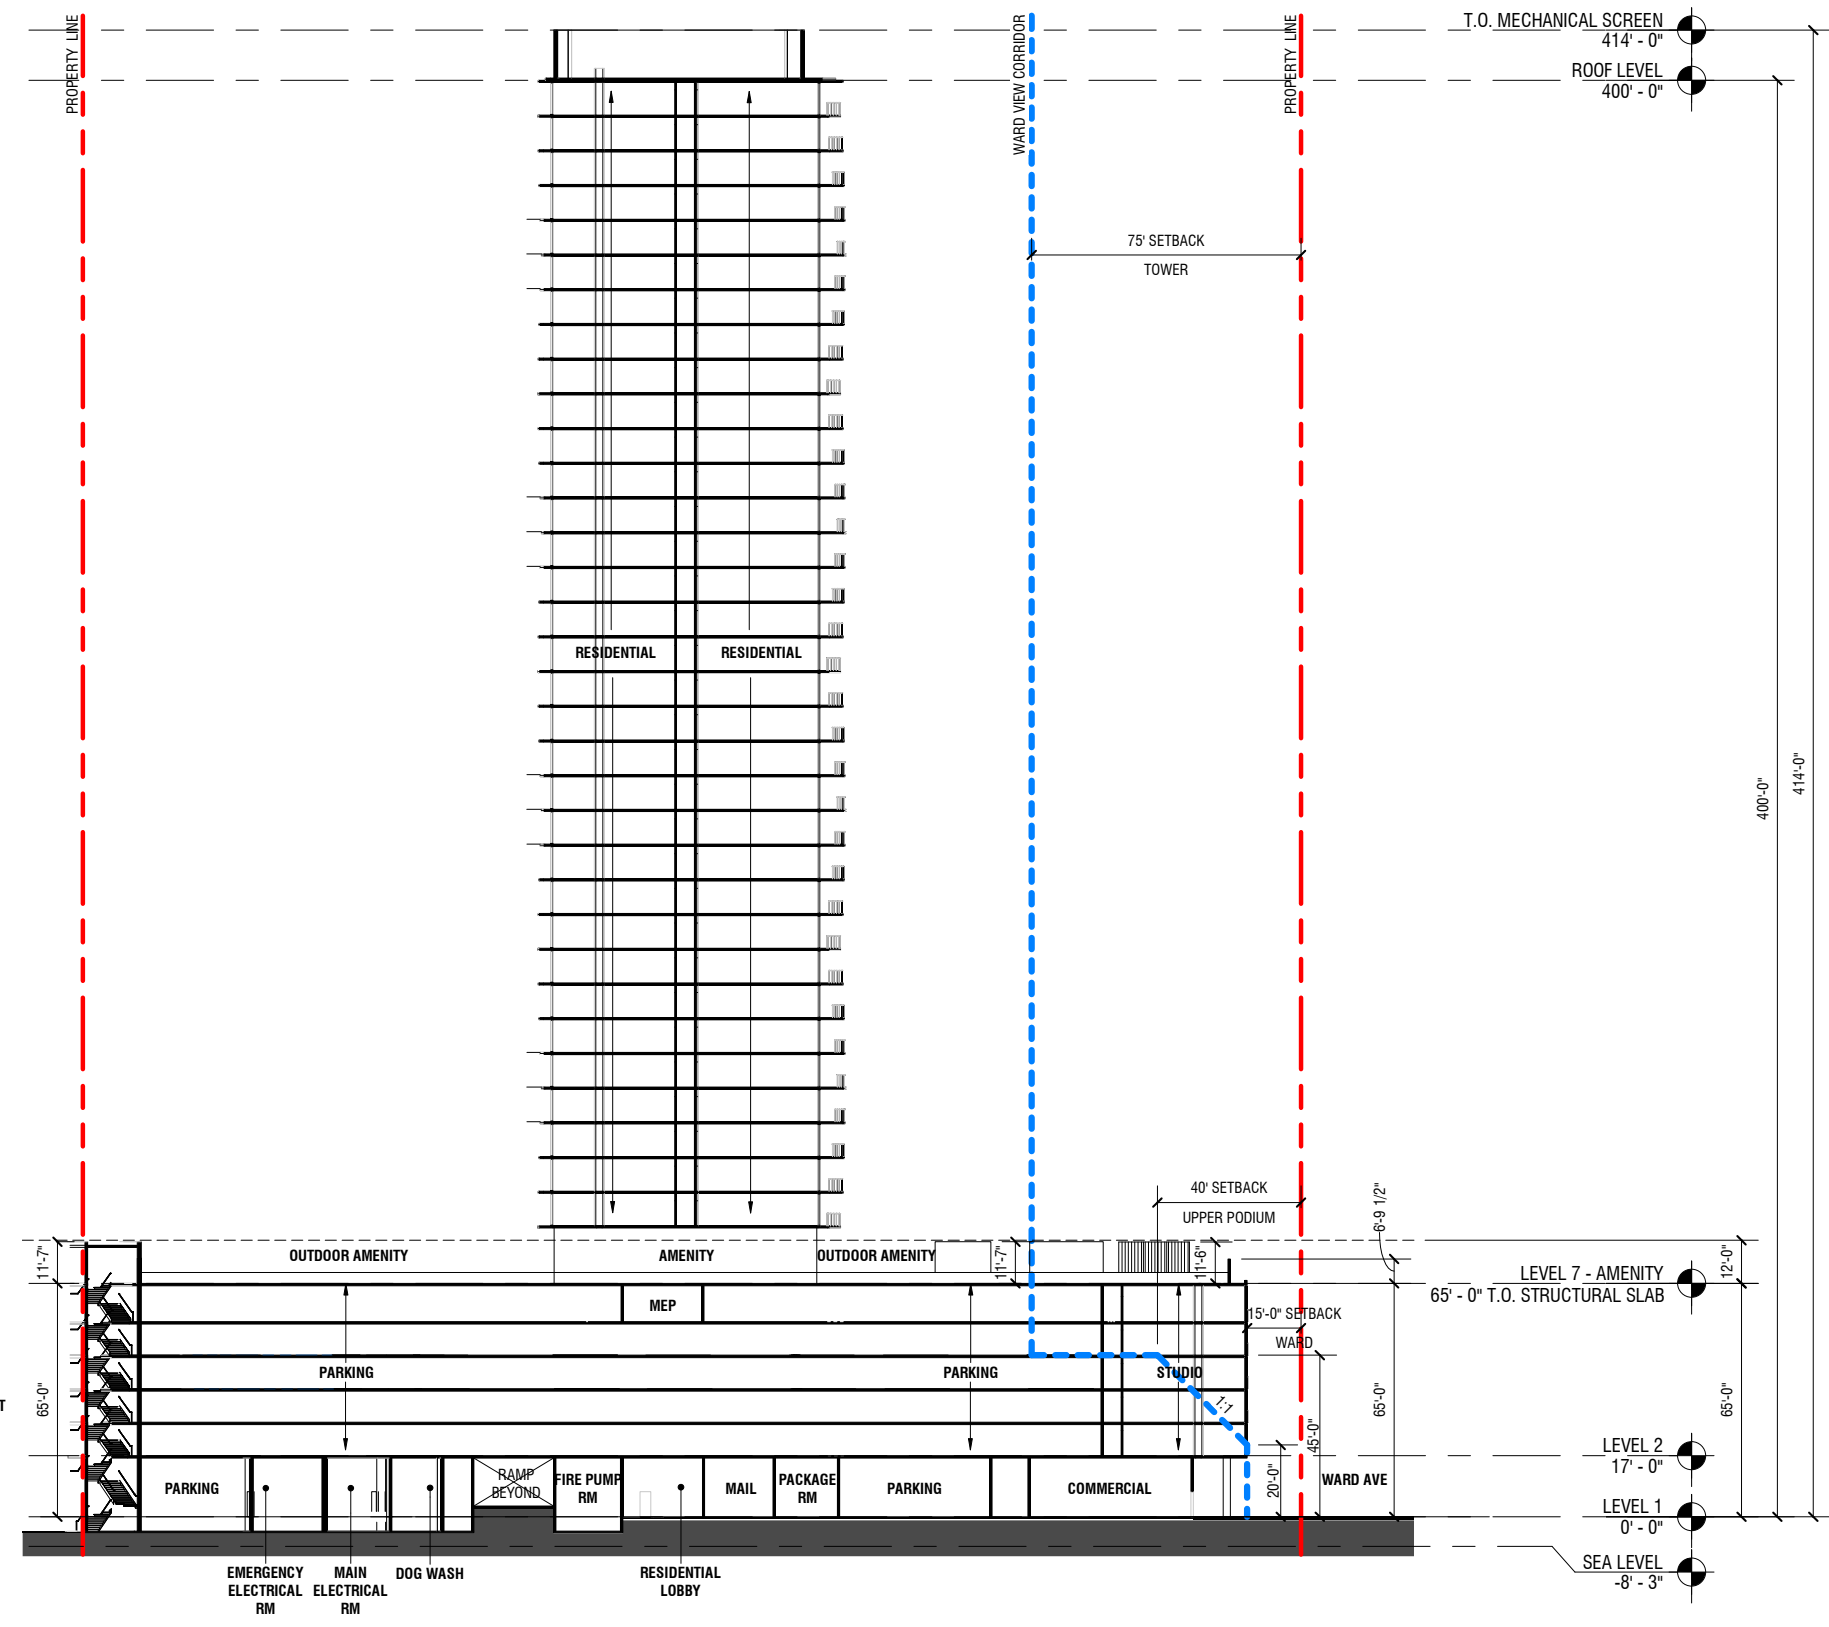 PROPERTY LINE
WARD VIEW CORRIDOR
PROPERTY LINE
T.O. MECHANICAL SCREEN
414' - 0"
ROOF LEVEL
400' - 0"
75' SETBACK
TOWER
RESIDENTIAL
RESIDENTIAL
400'-0"
414'-0"
40' SETBACK
UPPER PODIUM
6'-9 1/2"
11'-7"
OUTDOOR AMENITY
AMENITY
OUTDOOR AMENITY
11'-7"
11'-6"
12'-0"
LEVEL 7 - AMENITY
65' - 0" T.O. STRUCTURAL SLAB
MEP
15'-0" SETBACK
WARD
PARKING
PARKING
STUDIO
1:1
65'-0"
T
45'-0"
65'-0"
65'-0"
LEVEL 2
17' - 0"
PARKING
RAMP
BEYOND
FIRE PUMP
RM
MAIL
PACKAGE
RM
PARKING
COMMERCIAL
20'-0"
WARD AVE
LEVEL 1
0' - 0"
SEA LEVEL
-8' - 3"
EMERGENCY
ELECTRICAL
RM
MAIN
ELECTRICAL
RM
DOG WASH
RESIDENTIAL
LOBBY